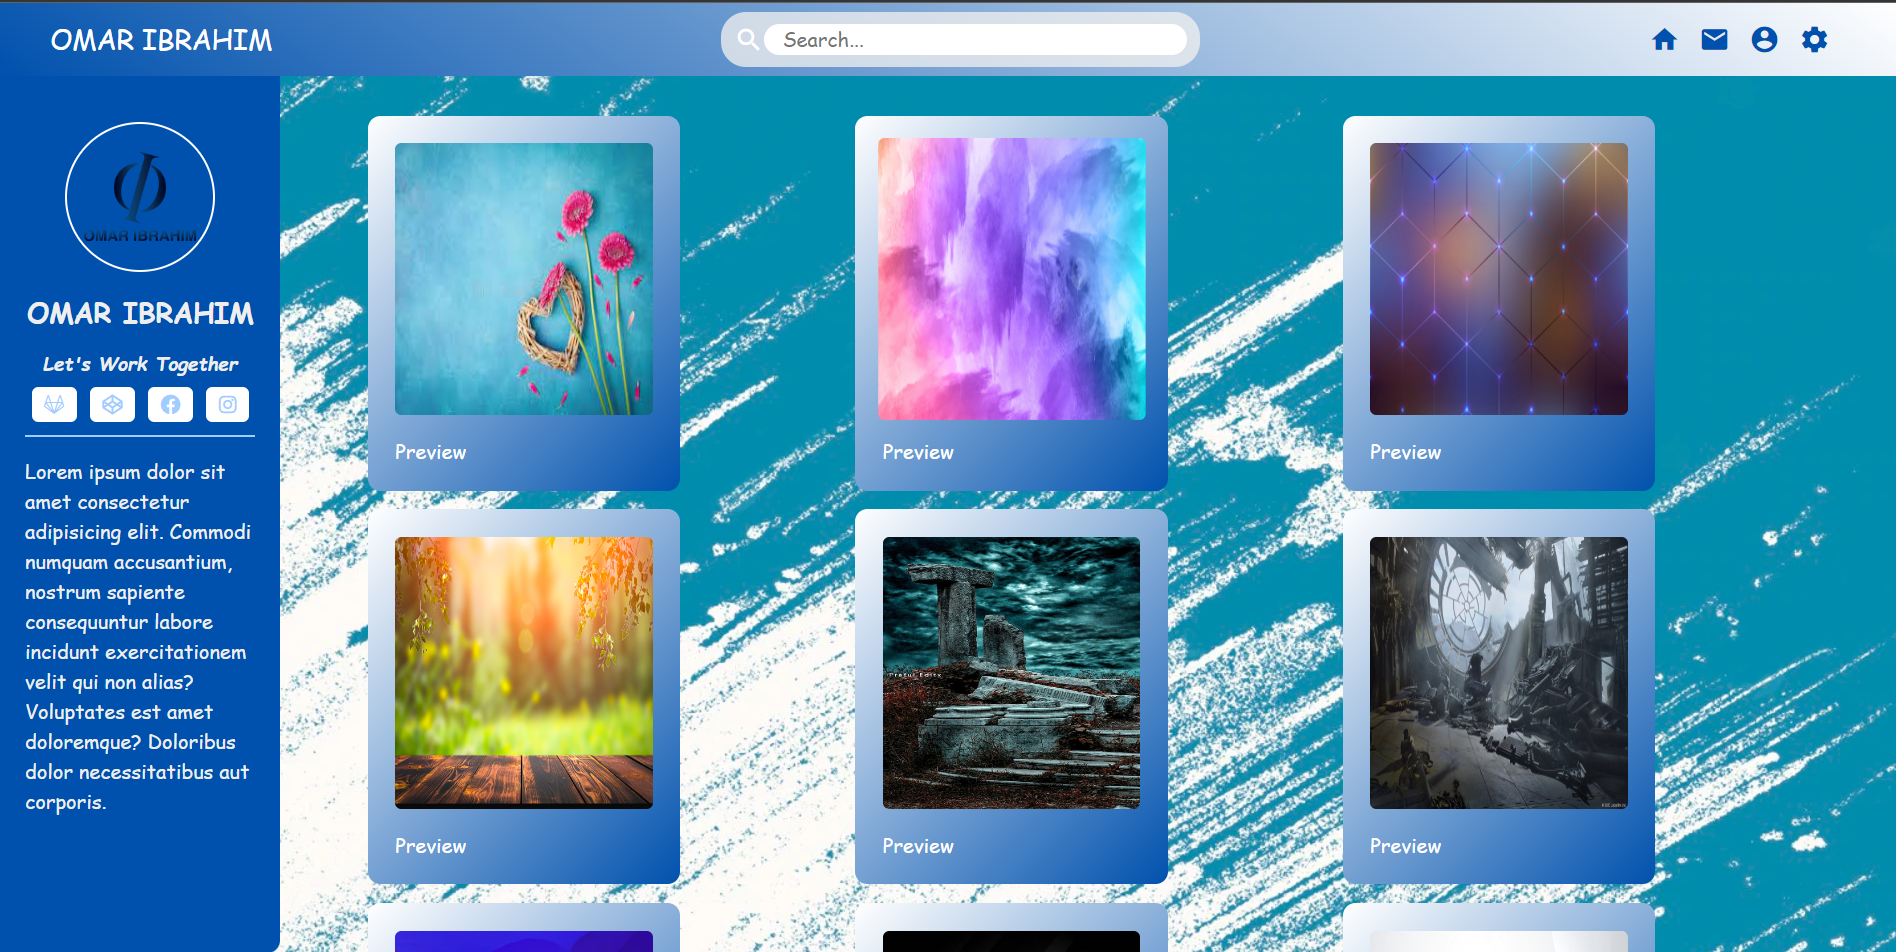 OMAR IBRAHIM
Search...
OMAR IBRAHIM
OMAR IBRAHIM
Let's Work Together
Lorem ipsum dolor sit
amet consectetur
adipisicing elit. Commodi
numquam accusantium,
nostrum sapiente
consequuntur labore
incidunt exercitationem
velit qui non alias?
Voluptates est amet
doloremque? Doloribus
dolor necessitatibus aut
corporis.
Preview
Preview
Preview
Preview
Preview
Preview